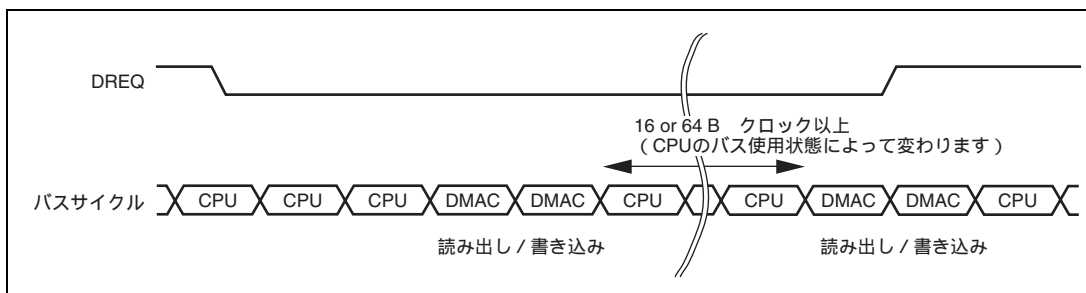 DREQ
16 or 64 B クロック以上
(CPUのバス使用状態によって変わります)
バスサイクル CPU CPU CPU DMAC DMAC CPU CPU DMAC DMAC CPU
読み出し / 書き込み 読み出し / 書き込み